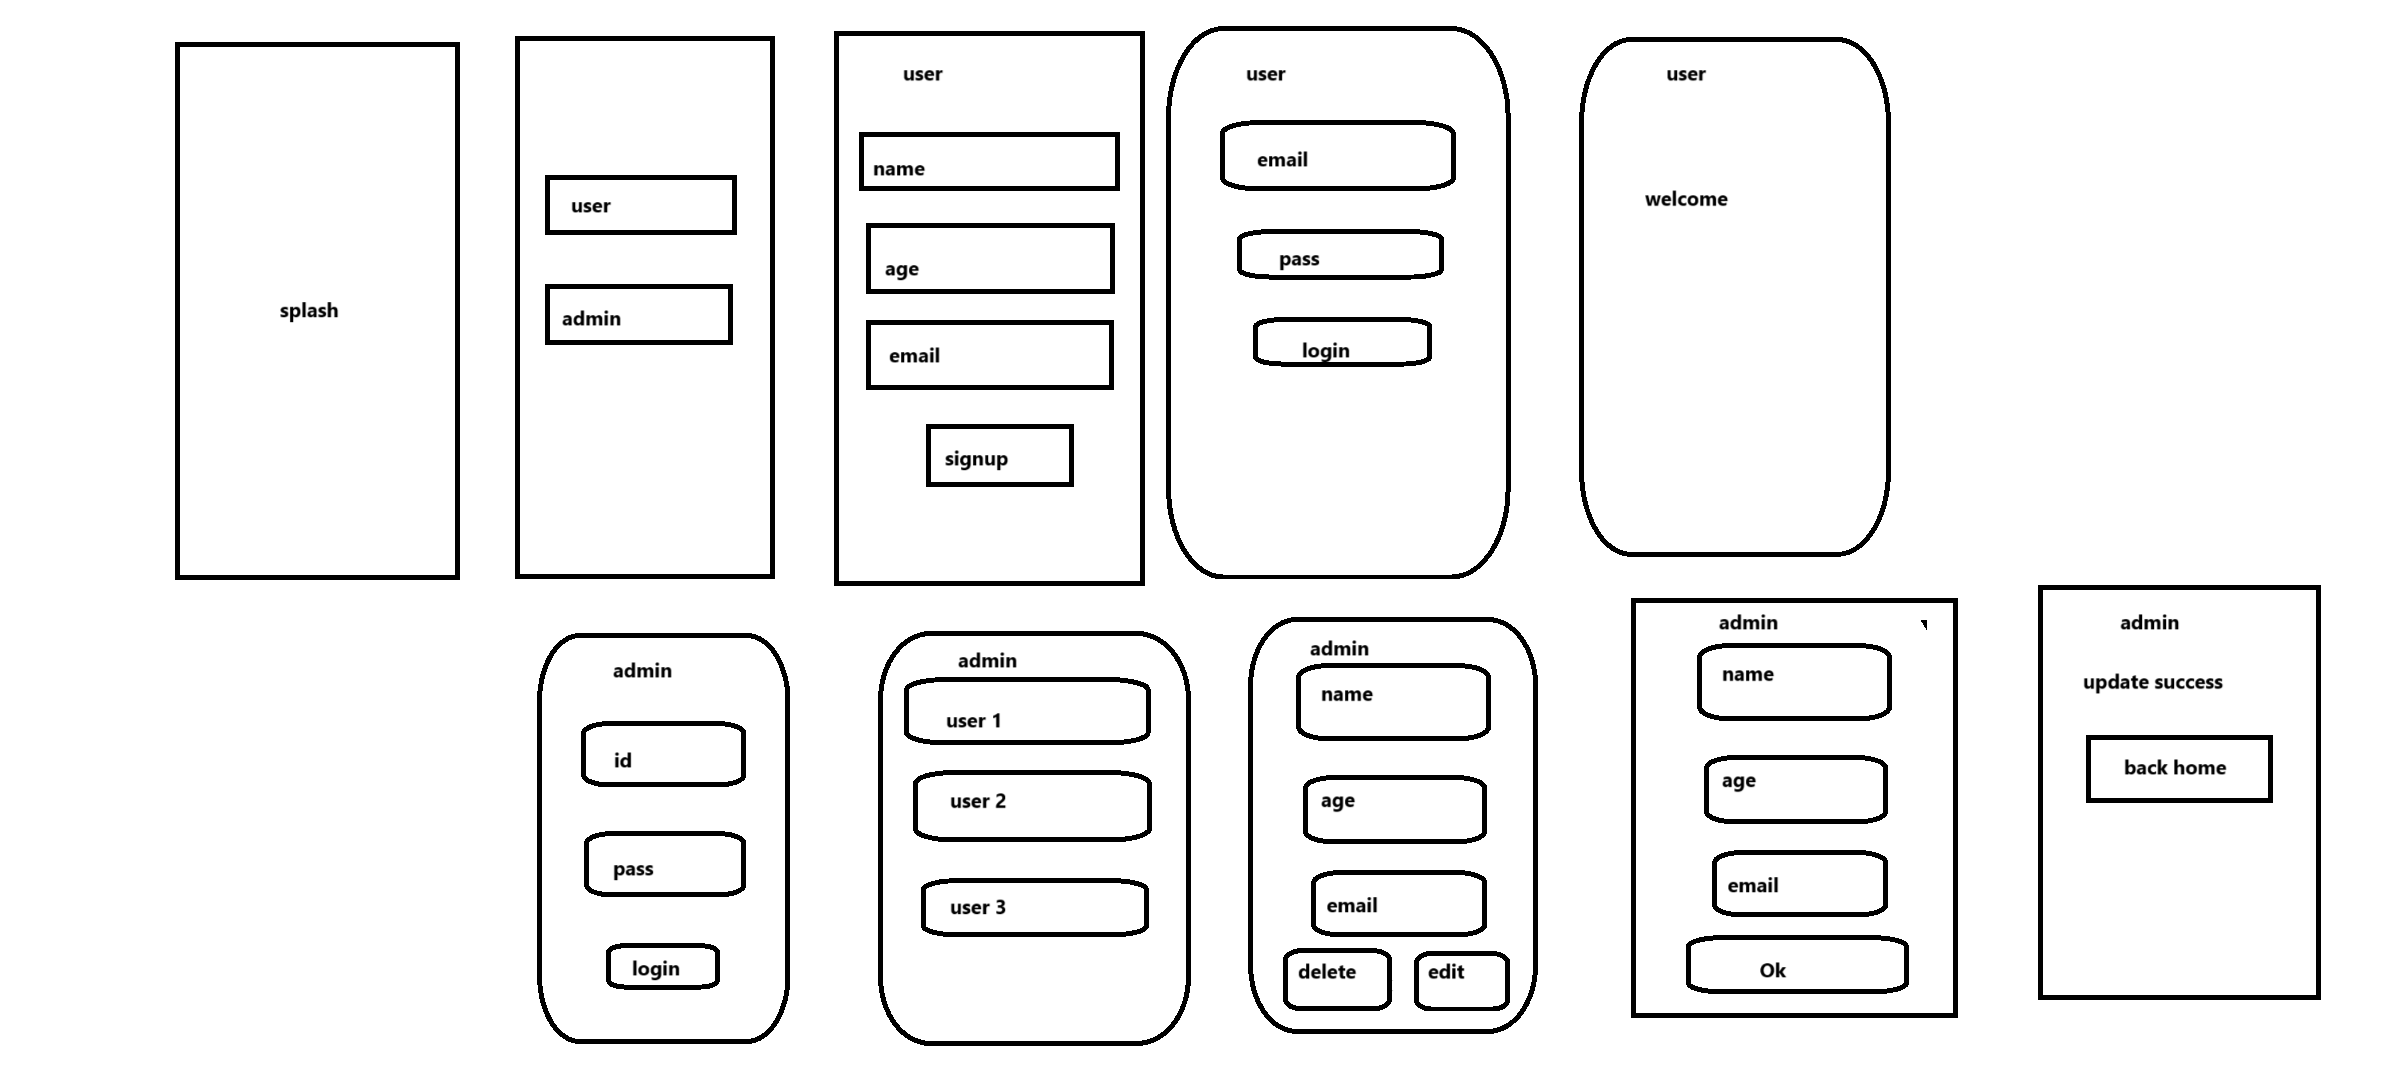 splash
user
admin
user
name
age
email
signup
user
email
pass
login
user
welcome
admin
id
pass
login
admin
user 1
user 2
user 3
admin
name
age
email
delete
edit
admin
name
age
email
Ok
admin
update success
back home